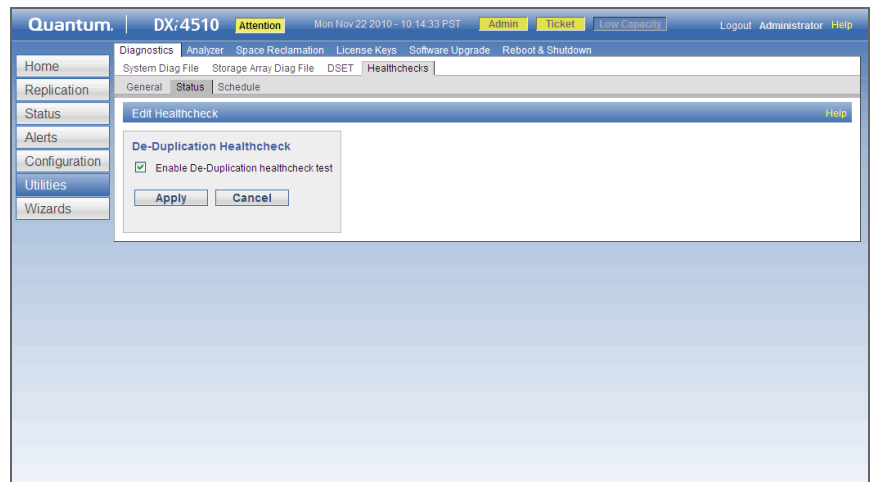 Quantum. DXi4510 Attention Mon Nov 22 2010 - 10:14:33 PST Admin Ticket Low Capacity Logout Administrator Help
Diagnostics Analyzer Space Reclamation License Keys Software Upgrade Reboot & Shutdown
Home System Diag File Storage Array Diag File DSET Healthchecks
Replication General Status Schedule
Status Edit Healthcheck Help
Alerts De-Duplication Healthcheck
Configuration Enable De-Duplication healthcheck test
Utilities Apply Cancel
Wizards